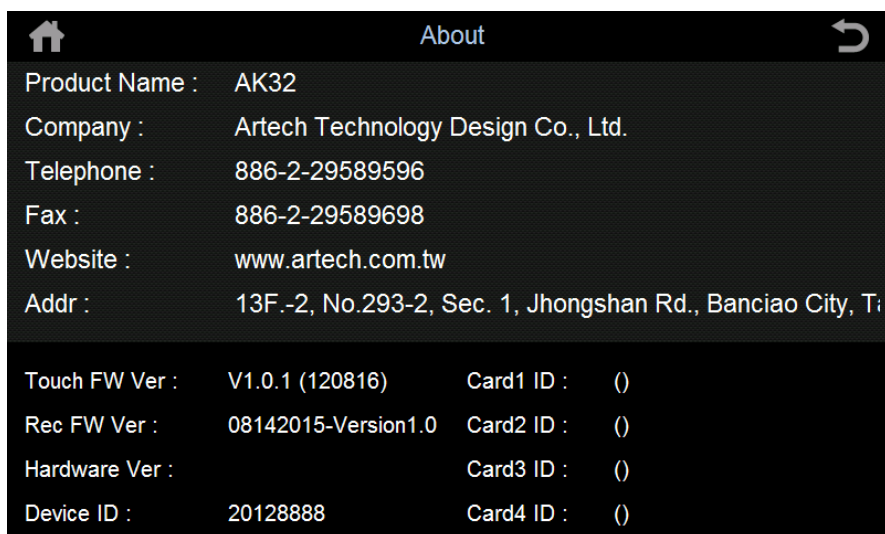 About
Product Name : AK32
Company : Artech Technology Design Co., Ltd.
Telephone : 886-2-29589596
Fax : 886-2-29589698
Website : www.artech.com.tw
Addr : 13F.-2, No.293-2, Sec. 1, Jhongshan Rd., Banciao City,
Touch FW Ver : V1.0.1 (120816) Card1 ID : ()
Rec FW Ver : 08142015-Version1.0 Card2 ID : ()
Hardware Ver : Card3 ID : ()
Device ID : 20128888 Card4 ID : ()